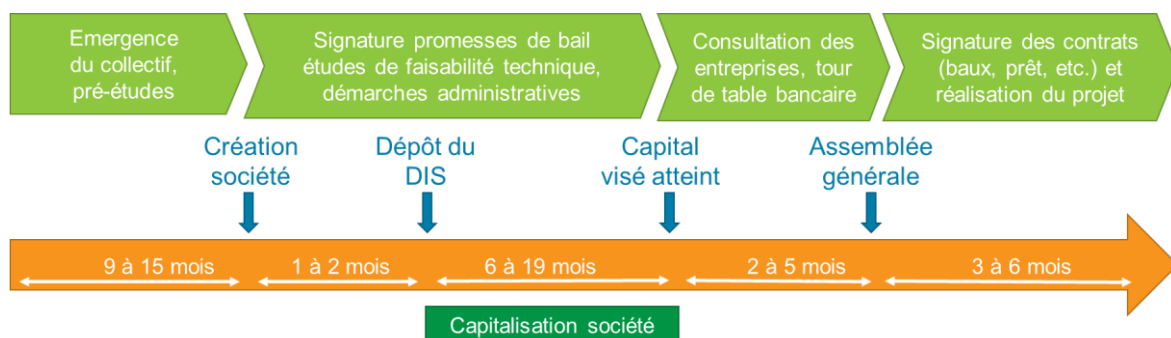 Emergence
du collectif,
pré-études
Signature promesses de bail
études de faisabilité technique,
démarches administratives
Consultation des
entreprises, tour
de table bancaire
Signature des contrats
(baux, prêt, etc.) et
réalisation du projet
Création
société
Dépôt du
DIS
Capital
visé atteint
Assemblée
générale
9 à 15 mois
1 à 2 mois
6 à 19 mois
2 à 5 mois
3 à 6 mois
Capitalisation société